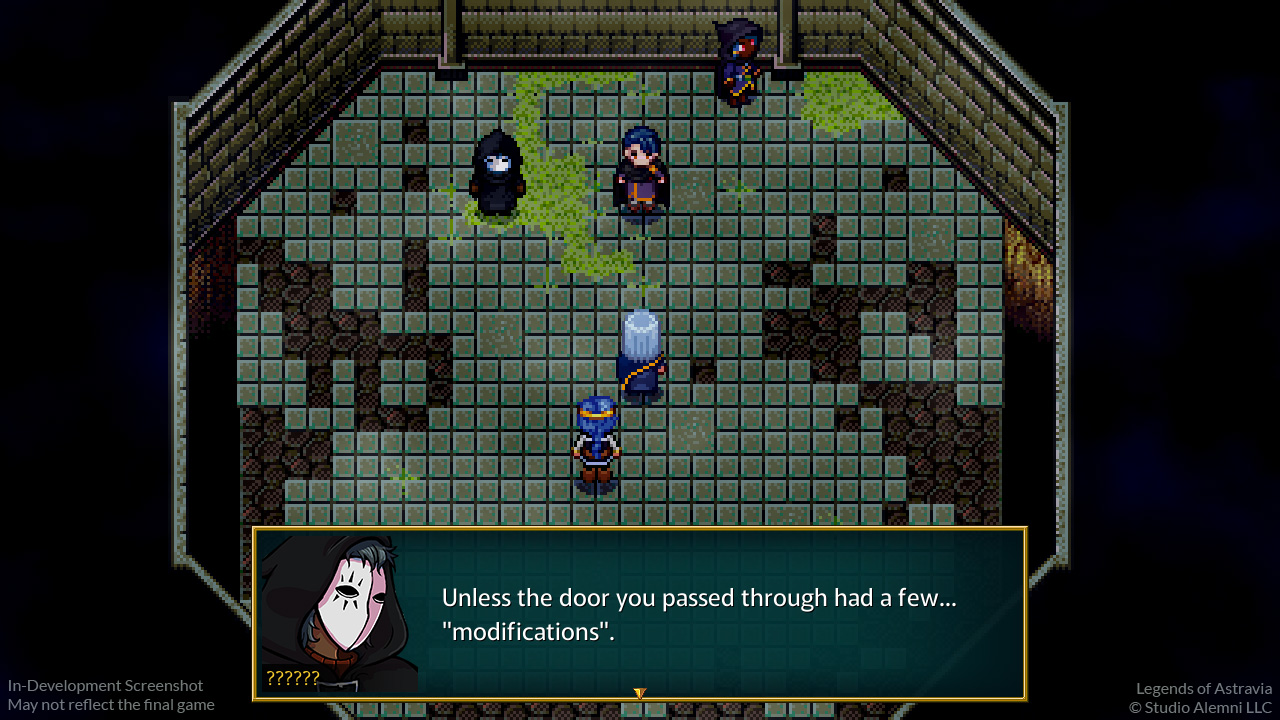 Unless the door you passed through had a few...
"modifications".
??????
In-Development Screenshot
May not reflect the final game
Legends of Astravia
© Studio Alemni LLC